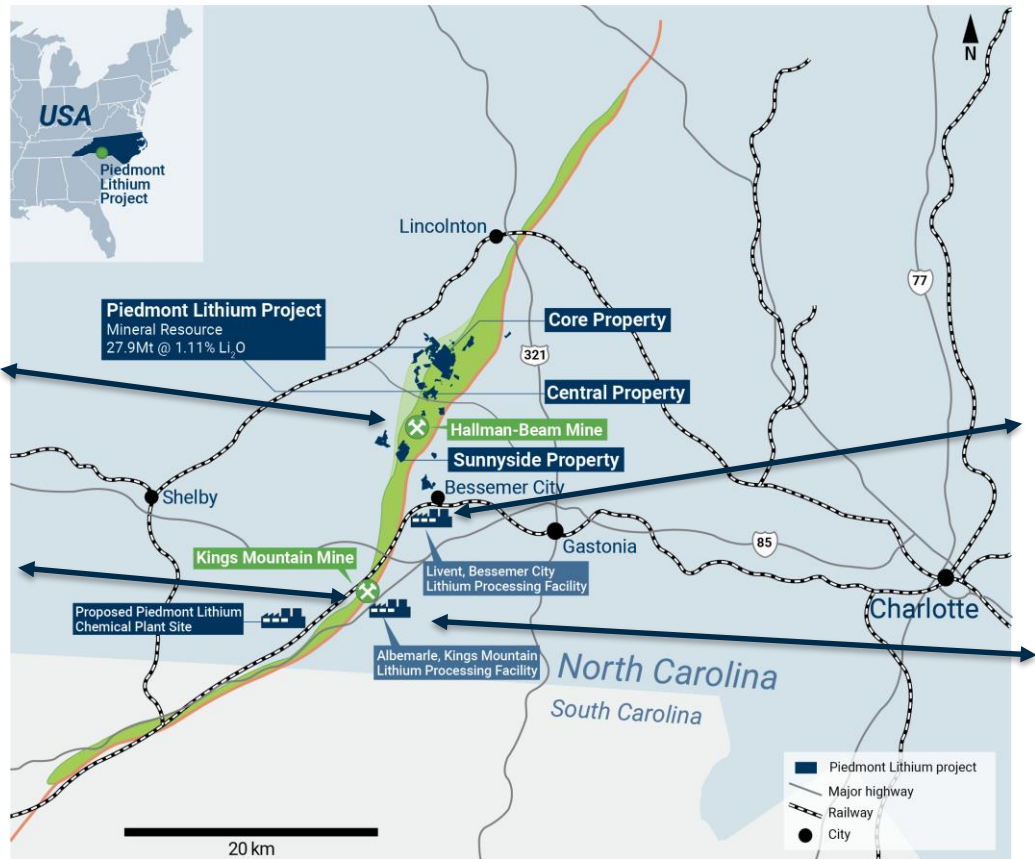 USA
Piedmont
Lithium
Project
N
Lincolnton
77
Piedmont Lithium Project
Mineral Resource
27.9Mt @ 1.11% Li₂O
Core Property
321
Central Property
Hallman-Beam Mine
Sunnyside Property
Shelby
Bessemer City
Gastonia
85
Kings Mountain Mine
Livent, Bessemer City
Lithium Processing Facility
Charlotte
Proposed Piedmont Lithium
Chemical Plant Site
Albemarle, Kings Mountain
Lithium Processing Facility
North Carolina
South Carolina
Piedmont Lithium project
Major highway
Railway
City
20 km